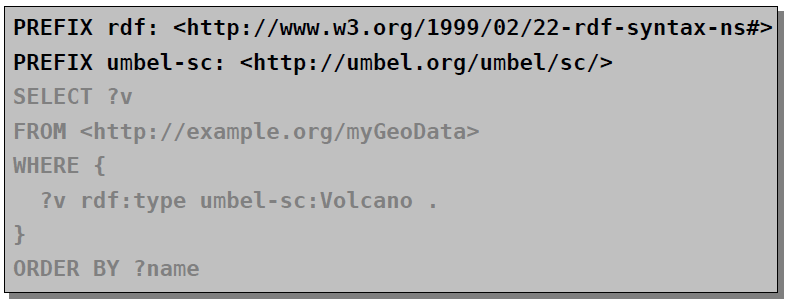 PREFIX rdf: <http://www.w3.org/1999/02/22-rdf-syntax-ns#>
PREFIX umbel-sc: <http://umbel.org/umbel/sc/>
SELECT ?v
FROM <http://example.org/myGeoData>
WHERE {
?v rdf:type umbel-sc:Volcano .
}
ORDER BY ?name